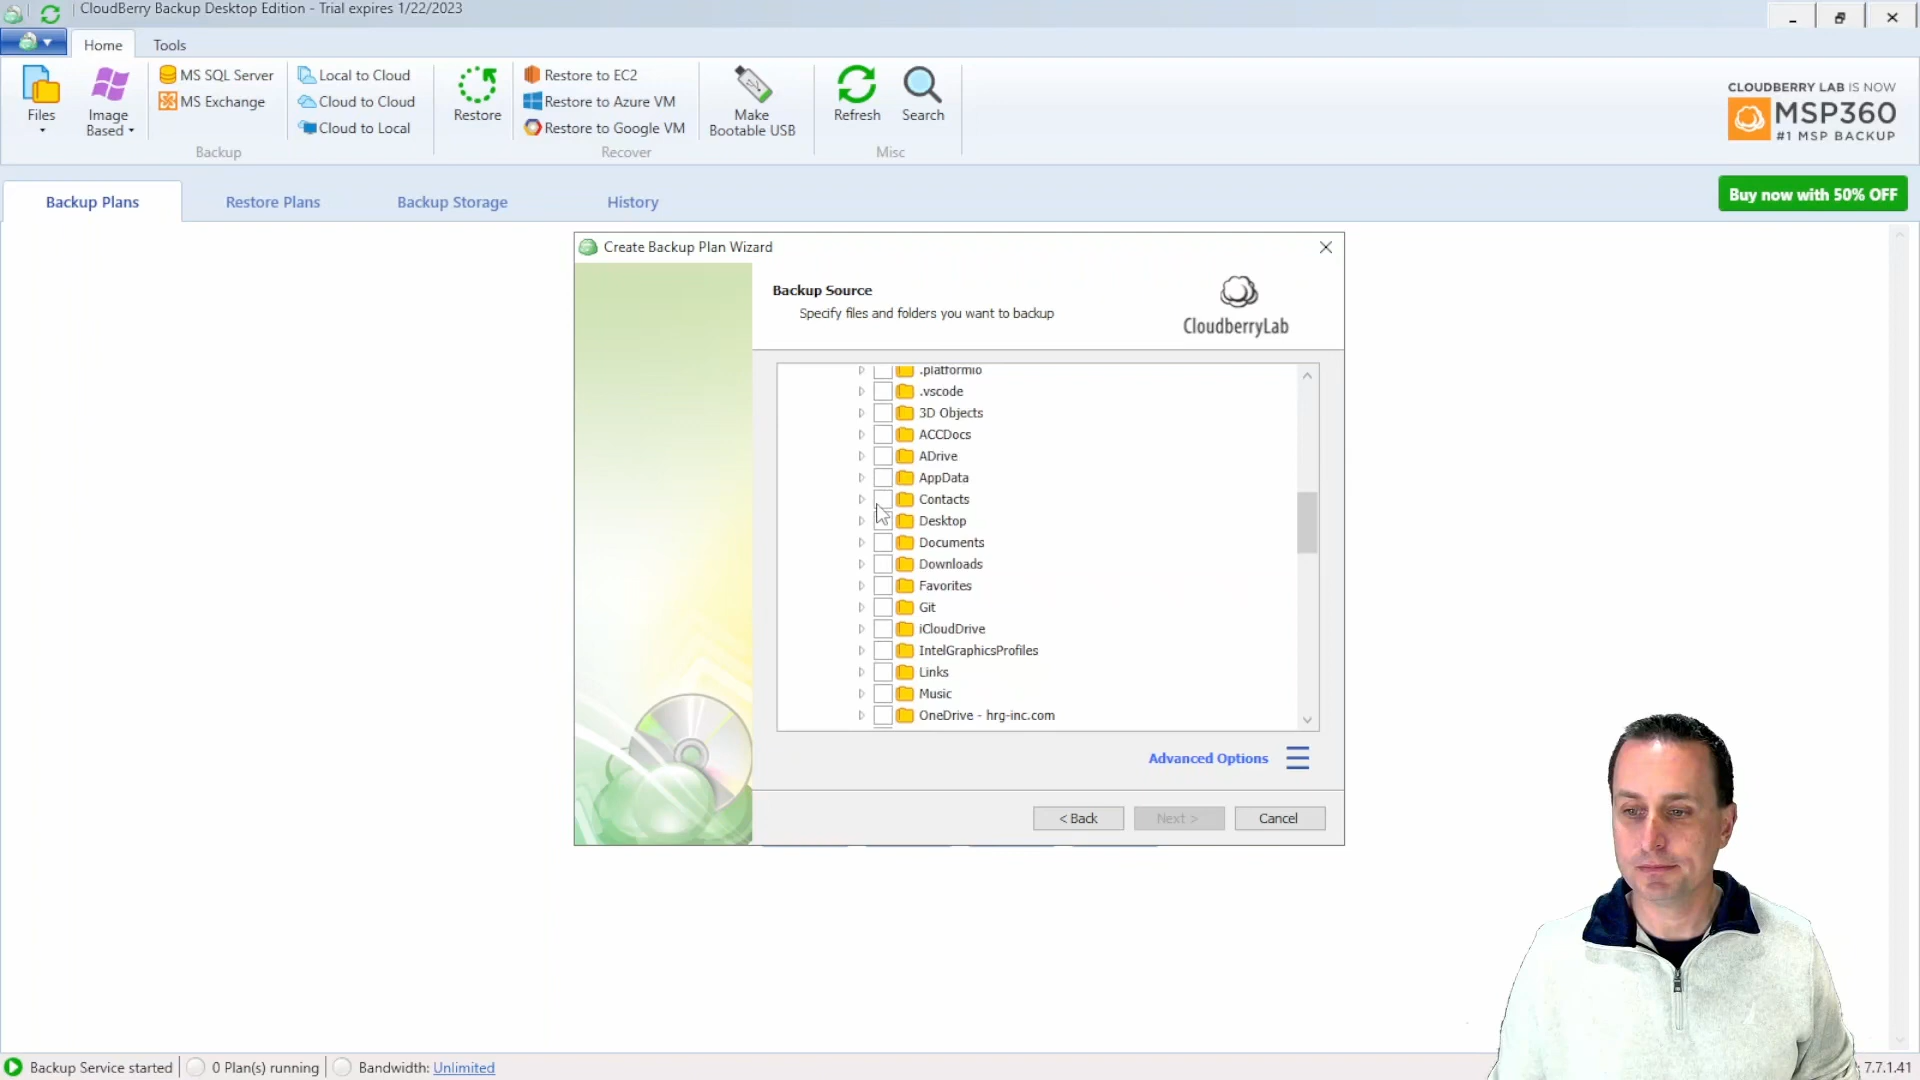 CloudBerry Backup Desktop Edition - Trial expires 1/22/2023
Home
Tools
Files
Image
Based
MS SQL Server
MS Exchange
Local to Cloud
Cloud to Cloud
Cloud to Local
Backup
Restore
Restore to EC2
Restore to Azure VM
Restore to Google VM
Recover
Make
Bootable USB
Refresh
Search
Misc
CLOUDBERRY LAB IS NOW
MSP360
#1 MSP BACKUP
Backup Plans
Restore Plans
Backup Storage
History
Buy now with 50% OFF
Create Backup Plan Wizard
Backup Source
Specify files and folders you want to backup
CloudberryLab
.platformio
.vscode
3D Objects
ACCDocs
ADrive
AppData
Contacts
Desktop
Documents
Downloads
Favorites
Git
iCloudDrive
IntelGraphicsProfiles
Links
Music
OneDrive - hrg-inc.com
Advanced Options
< Back
Next >
Cancel
Backup Service started
0 Plan(s) running
Bandwidth: Unlimited
7.7.1.41